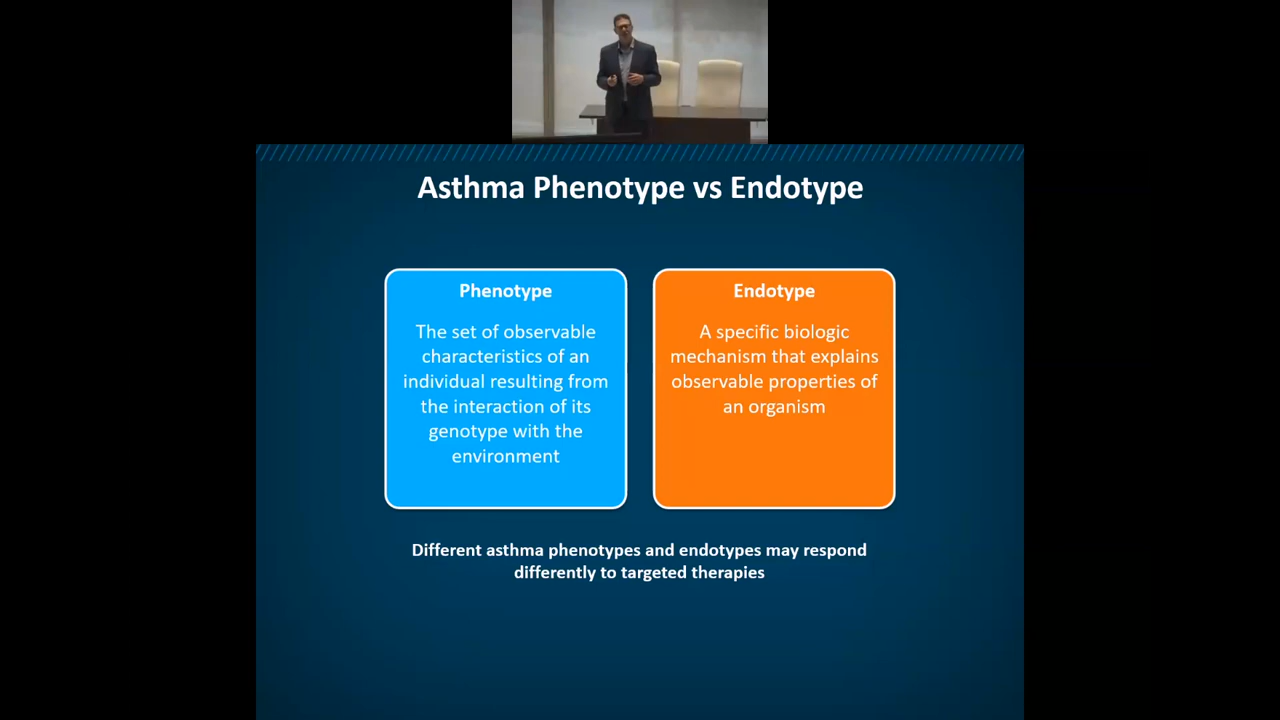 Asthma Phenotype vs Endotype
Phenotype
The set of observable
characteristics of an
individual resulting from
the interaction of its
genotype with the
environment
Endotype
A specific biologic
mechanism that explains
observable properties of
an organism
Different asthma phenotypes and endotypes may respond
differently to targeted therapies